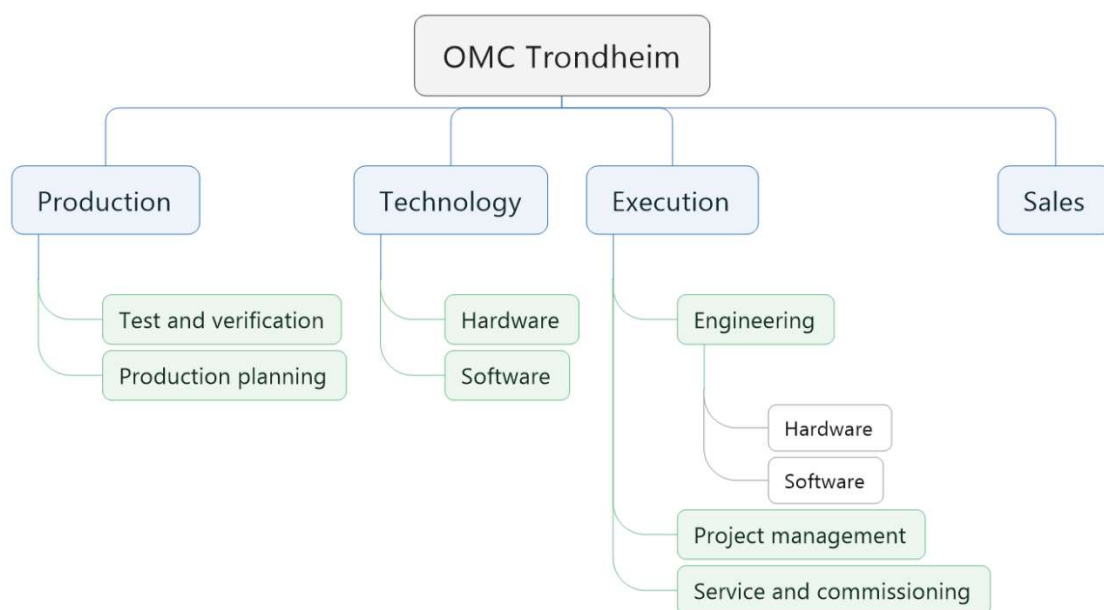 OMC Trondheim
Production
Technology
Execution
Sales
Test and verification
Production planning
Hardware
Software
Engineering
Hardware
Software
Project management
Service and commissioning